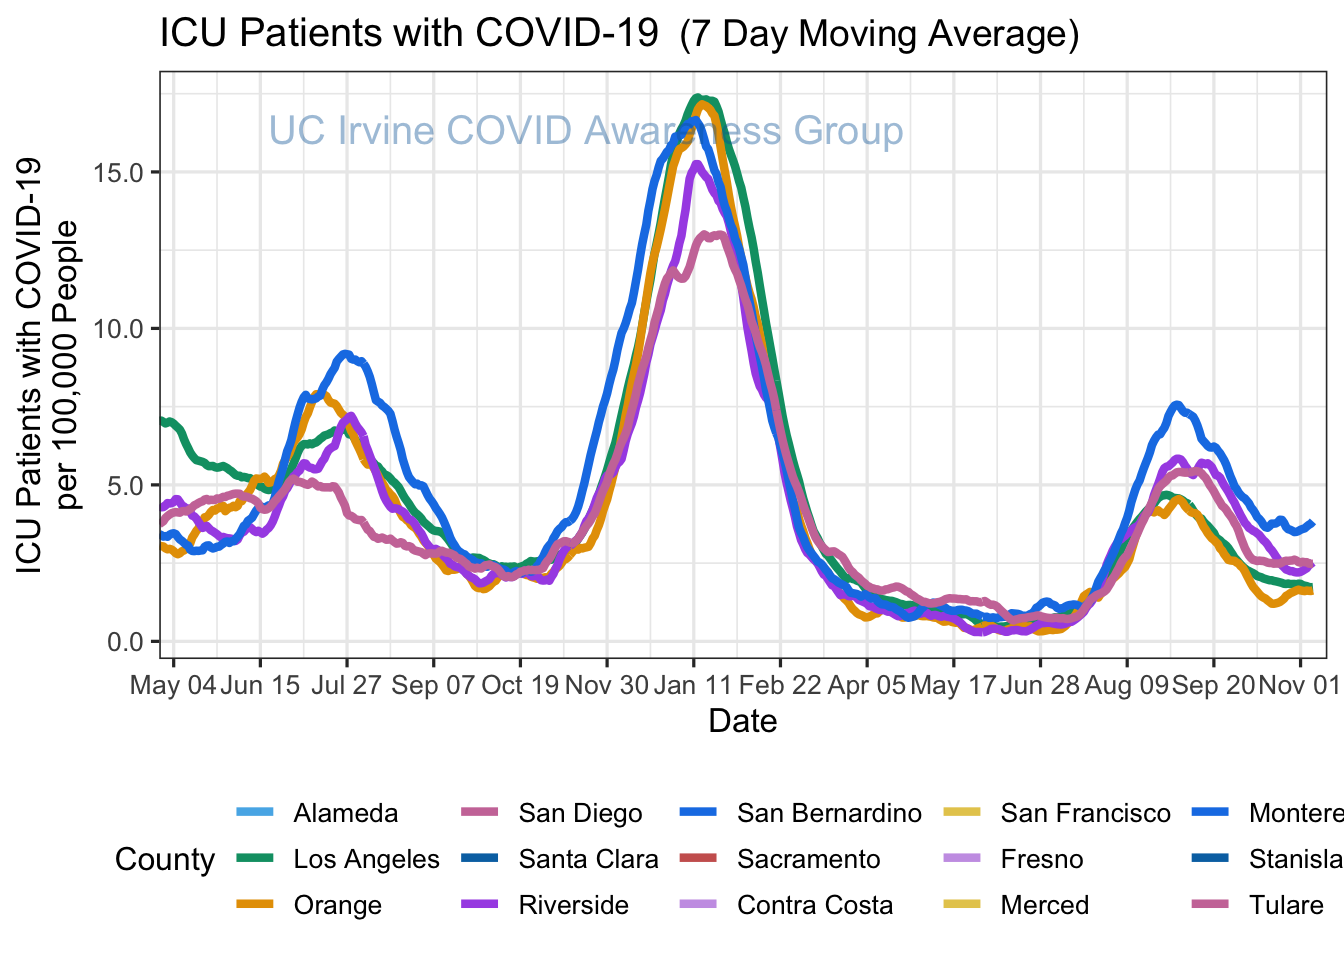 ICU Patients with COVID-19  (7 Day Moving Average)
UC Irvine COVID Awareness Group
ICU Patients with COVID-19
per 100,000 People
15.0
10.0
5.0
0.0
May 04 Jun 15 Jul 27 Sep 07 Oct 19 Nov 30 Jan 11 Feb 22 Apr 05 May 17 Jun 28 Aug 09 Sep 20 Nov 01
Date
County
Alameda San Diego San Bernardino San Francisco Montere
Los Angeles Santa Clara Sacramento Fresno Stanisla
Orange Riverside Contra Costa Merced Tulare